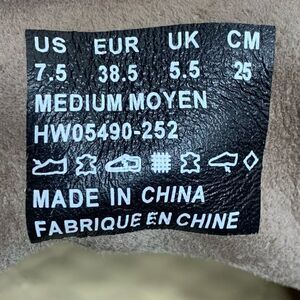 US EUR UK CM
7.5 38.5 5.5 25
MEDIUM MOYEN
HW05490-252
MADE IN CHINA
FABRIQUE EN CHINE